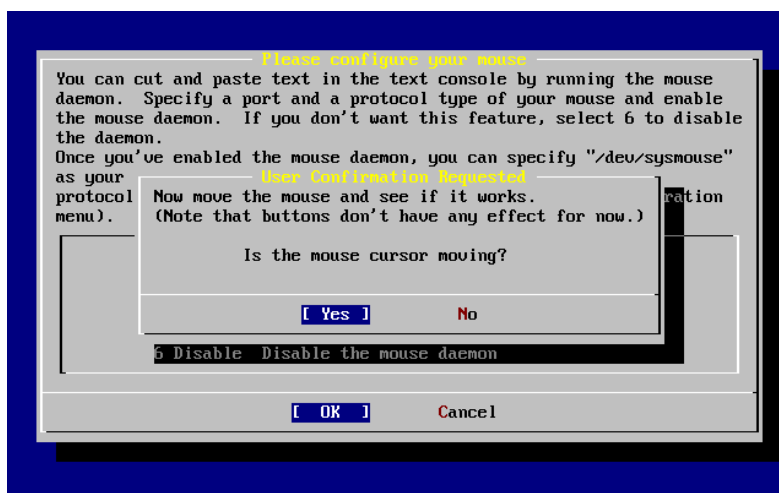 Please configure your mouse
You can cut and paste text in the text console by running the mouse
daemon.  Specify a port and a protocol type of your mouse and enable
the mouse daemon.  If you don't want this feature, select 6 to disable
the daemon.
Once you've enabled the mouse daemon, you can specify "/dev/sysmouse"
as your
protocol ration
menu).
User Confirmation Requested
Now move the mouse and see if it works.
(Note that buttons don't have any effect for now.)
Is the mouse cursor moving?
[ Yes ] No
6 Disable  Disable the mouse daemon
[ OK ] Cancel